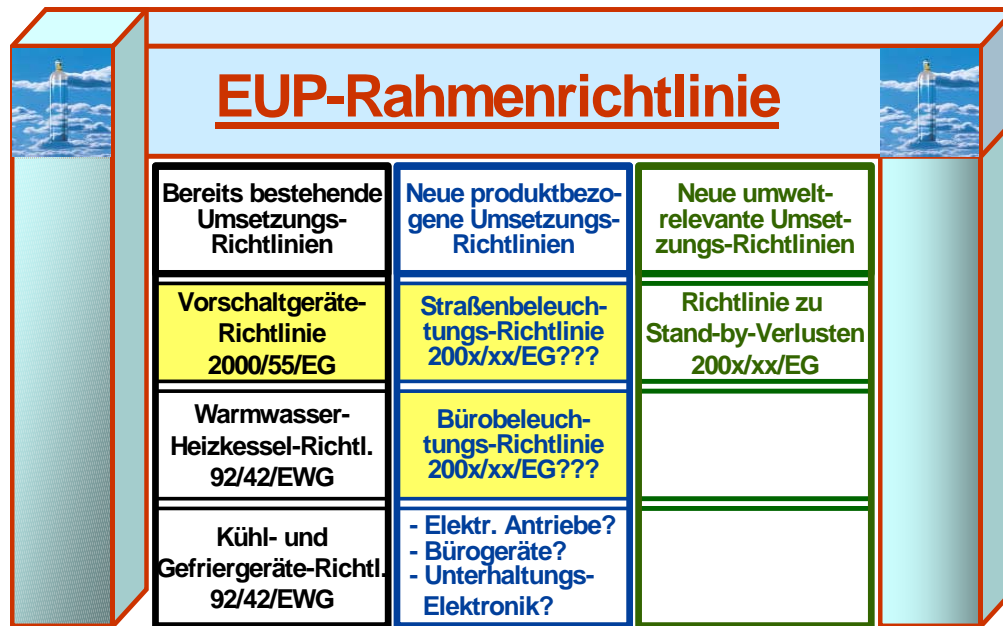 EUP-Rahmenrichtlinie
Bereits bestehende
Umsetzungs-
Richtlinien
Vorschaltgeräte-
Richtlinie
2000/55/EG
Warmwasser-
Heizkessel-Richtl.
92/42/EWG
Kühl- und
Gefriergeräte-Richtl.
92/42/EWG
Neue produktbezo-
gene Umsetzungs-
Richtlinien
Straßenbeleuch-
tungs-Richtlinie
200x/xx/EG???
Bürobeleuch-
tungs-Richtlinie
200x/xx/EG???
- Elektr. Antriebe?
- Bürogeräte?
- Unterhaltungs-
Elektronik?
Neue umwelt-
relevante Umset-
zungs-Richtlinien
Richtlinie zu
Stand-by-Verlusten
200x/xx/EG